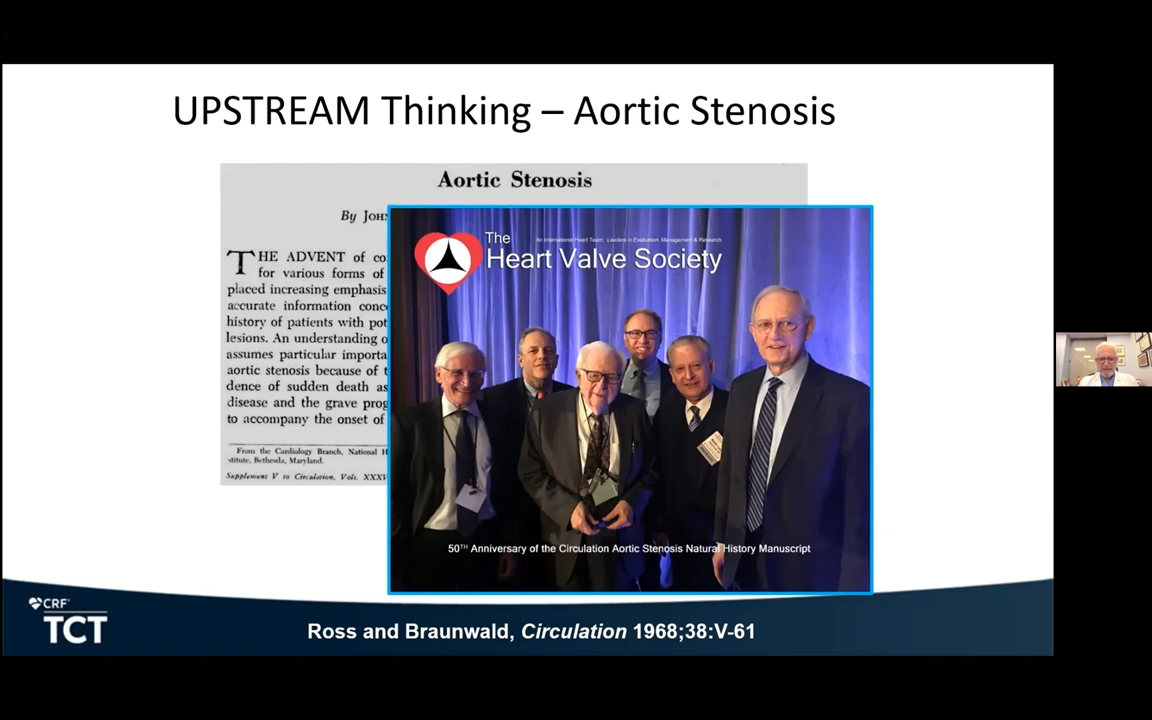 UPSTREAM Thinking – Aortic Stenosis
Aortic Stenosis
By JOH
THE ADVENT of co
for various forms of
placed increasing emphasis
accurate information conc
history of patients with pot
lesions. An understanding o
assumes particular importa
aortic stenosis because of t
dence of sudden death as
disease and the grave prog
to accompany the onset of
From the Cardiology Branch, National H
stitute, Bethesda, Maryland.
Supplement V to Circulation, Vols. XXXV
The
An International Heart Team, Leaders in Evaluation, Management & Research.
Heart Valve Society
50TH Anniversary of the Circulation Aortic Stenosis Natural History Manuscript
CRF
TCT
Ross and Braunwald, Circulation 1968;38:V-61